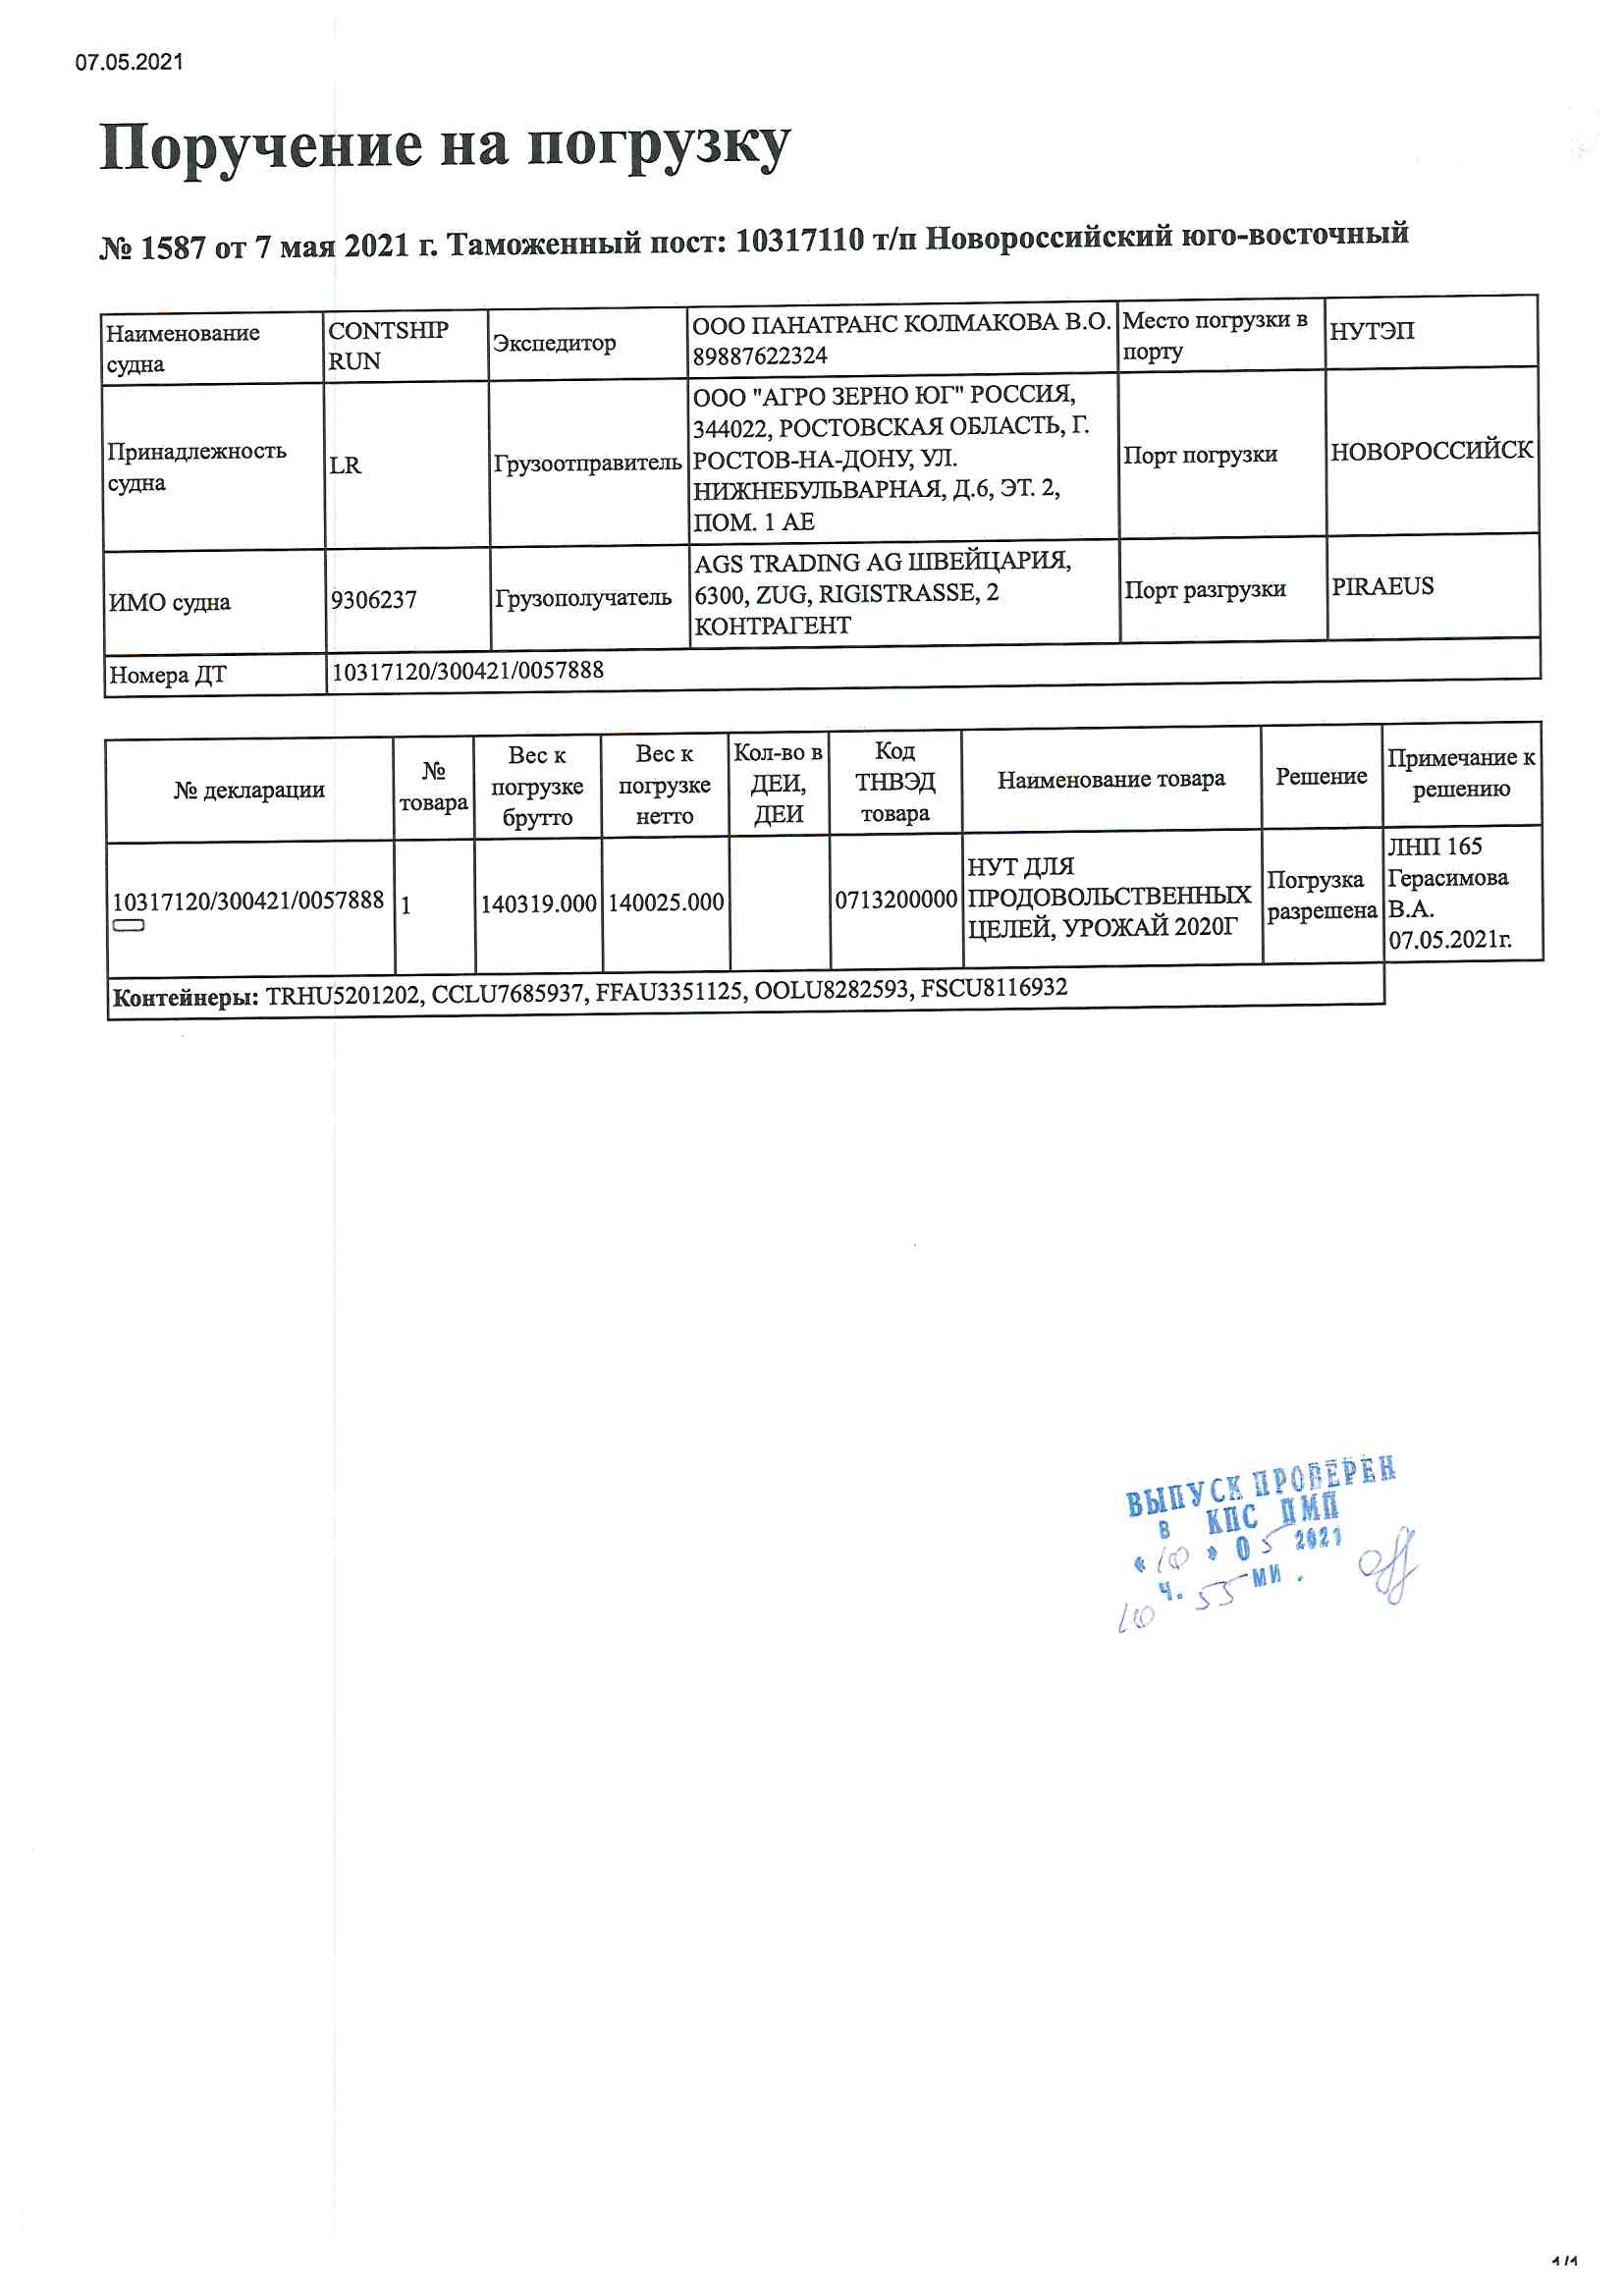 07.05.2021
Поручение на погрузку
№ 1587 от 7 мая 2021 г. Таможенный пост: 10317110 т/п Новороссийский юго-восточный
Наименование судна
CONTSHIP RUN
Экспедитор
ООО ПАНАТРАНС КОЛМАКОВА В.О.
89887622324
Место погрузки в порту
НУТЭП
Принадлежность судна
LR
Грузоотправитель
ООО "АГРО ЗЕРНО ЮГ" РОССИЯ,
344022, РОСТОВСКАЯ ОБЛАСТЬ, Г.
РОСТОВ-НА-ДОНУ, УЛ.
НИЖНЕБУЛЬВАРНАЯ, Д.6, ЭТ. 2,
ПОМ. 1 АЕ
Порт погрузки
НОВОРОССИЙСК
ИМО судна
9306237
Грузополучатель
AGS TRADING AG ШВЕЙЦАРИЯ,
6300, ZUG, RIGISTRASSE, 2
КОНТРАГЕНТ
Порт разгрузки
PIRAEUS
Номера ДТ
10317120/300421/0057888
№ декларации
№ товара
Вес к погрузке брутто
Вес к погрузке нетто
Кол-во в ДЕИ, ДЕИ
Код ТНВЭД товара
Наименование товара
Решение
Примечание к решению
10317120/300421/0057888
1
140319.000
140025.000
0713200000
НУТ ДЛЯ
ПРОДОВОЛЬСТВЕННЫХ
ЦЕЛЕЙ, УРОЖАЙ 2020Г
Погрузка
разрешена
ЛНП 165
Герасимова
В.А.
07.05.2021г.
Контейнеры: TRHU5201202, CCLU7685937, FFAU3351125, OOLU8282593, FSCU8116932
ВЫПУСК ПРОВЕРЕН
в КПС ПМП
«10» 05 2021
10 ч. 55 МИ .
1/1